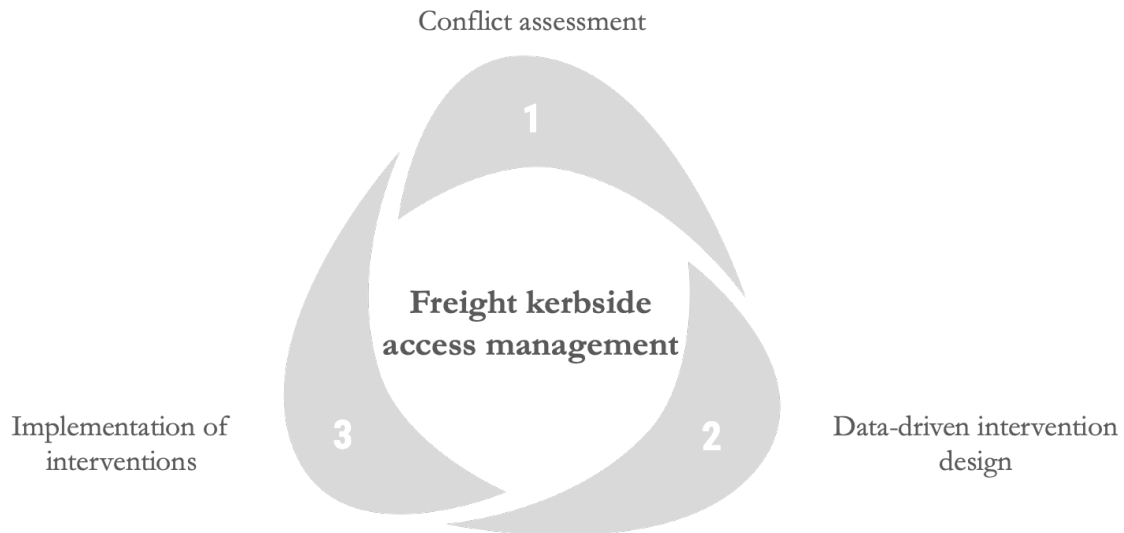 Conflict assessment
1
Freight kerbside
access management
Implementation of
interventions
3
2
Data-driven intervention
design